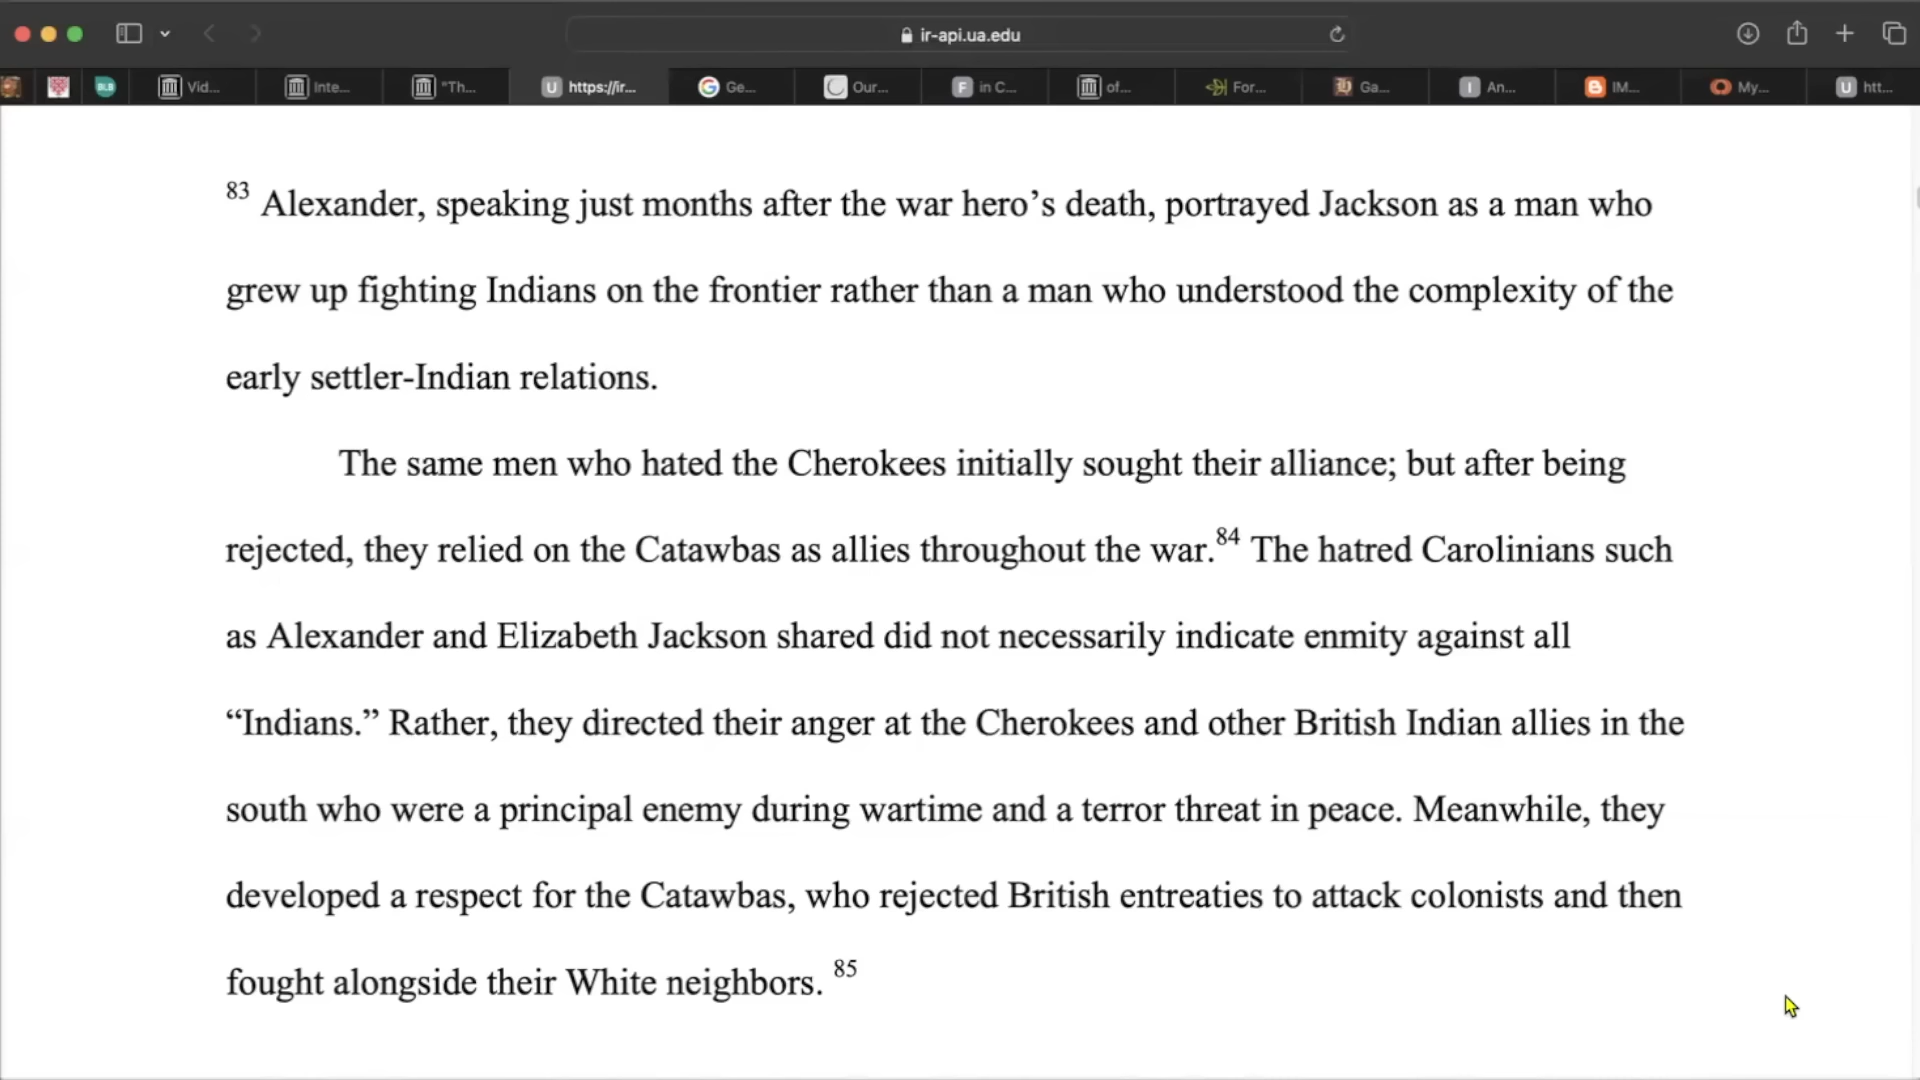 ir-api.ua.edu
BLB
Vid...
Inte...
"Th...
U https://ir...
G Ge...
Our...
F in C...
of...
For...
Ga...
I An...
IM...
My...
U htt...
83 Alexander, speaking just months after the war hero’s death, portrayed Jackson as a man who
grew up fighting Indians on the frontier rather than a man who understood the complexity of the
early settler-Indian relations.
The same men who hated the Cherokees initially sought their alliance; but after being
rejected, they relied on the Catawbas as allies throughout the war.84 The hatred Carolinians such
as Alexander and Elizabeth Jackson shared did not necessarily indicate enmity against all
“Indians.” Rather, they directed their anger at the Cherokees and other British Indian allies in the
south who were a principal enemy during wartime and a terror threat in peace. Meanwhile, they
developed a respect for the Catawbas, who rejected British entreaties to attack colonists and then
fought alongside their White neighbors. 85